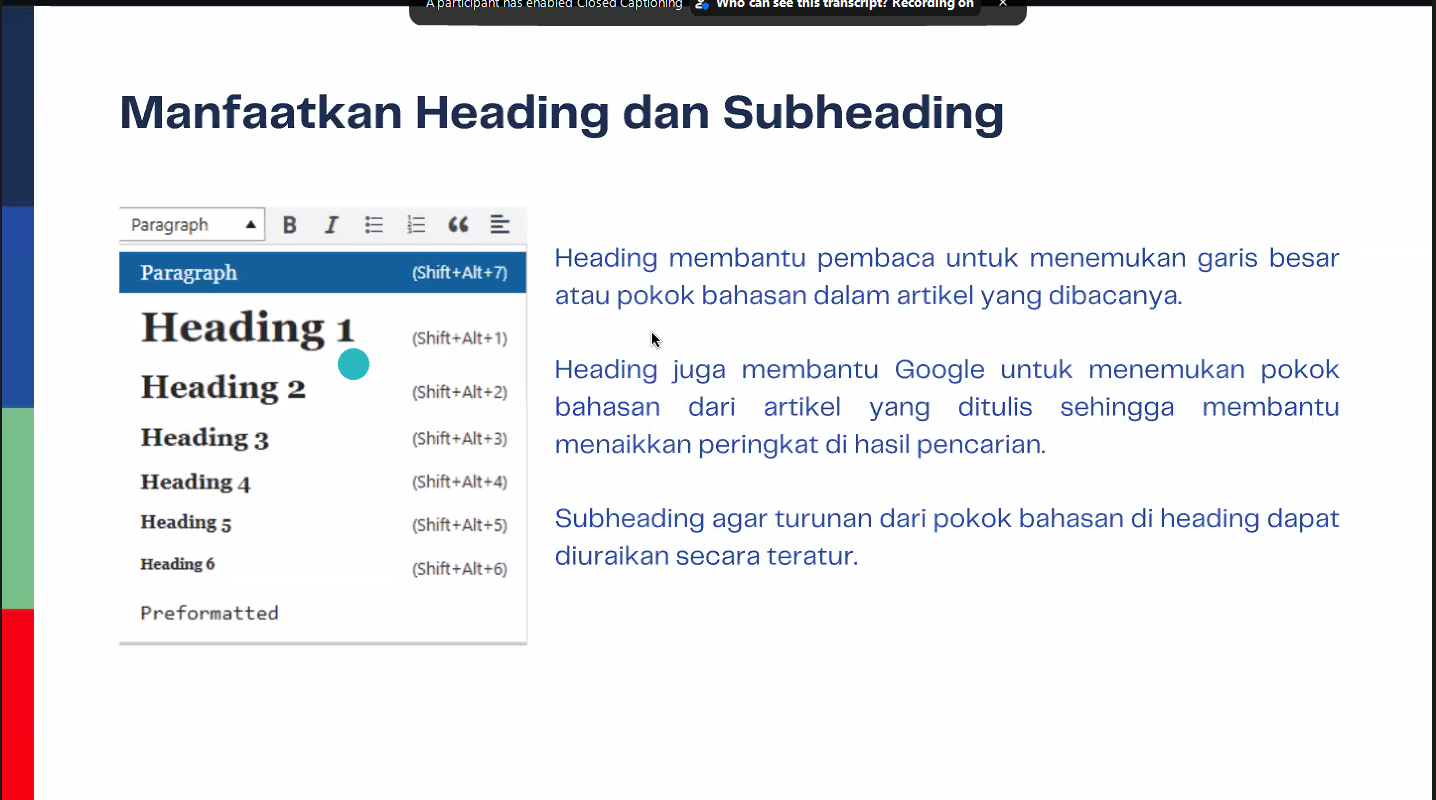 A participant has enabled Closed Captioning Who can see this transcript? Recording on
Manfaatkan Heading dan Subheading
Paragraph
Paragraph (Shift+Alt+7)
Heading 1 (Shift+Alt+1)
Heading 2 (Shift+Alt+2)
Heading 3 (Shift+Alt+3)
Heading 4 (Shift+Alt+4)
Heading 5 (Shift+Alt+5)
Heading 6 (Shift+Alt+6)
Preformatted
Heading membantu pembaca untuk menemukan garis besar
atau pokok bahasan dalam artikel yang dibacanya.
Heading juga membantu Google untuk menemukan pokok
bahasan dari artikel yang ditulis sehingga membantu
menaikkan peringkat di hasil pencarian.
Subheading agar turunan dari pokok bahasan di heading dapat
diuraikan secara teratur.